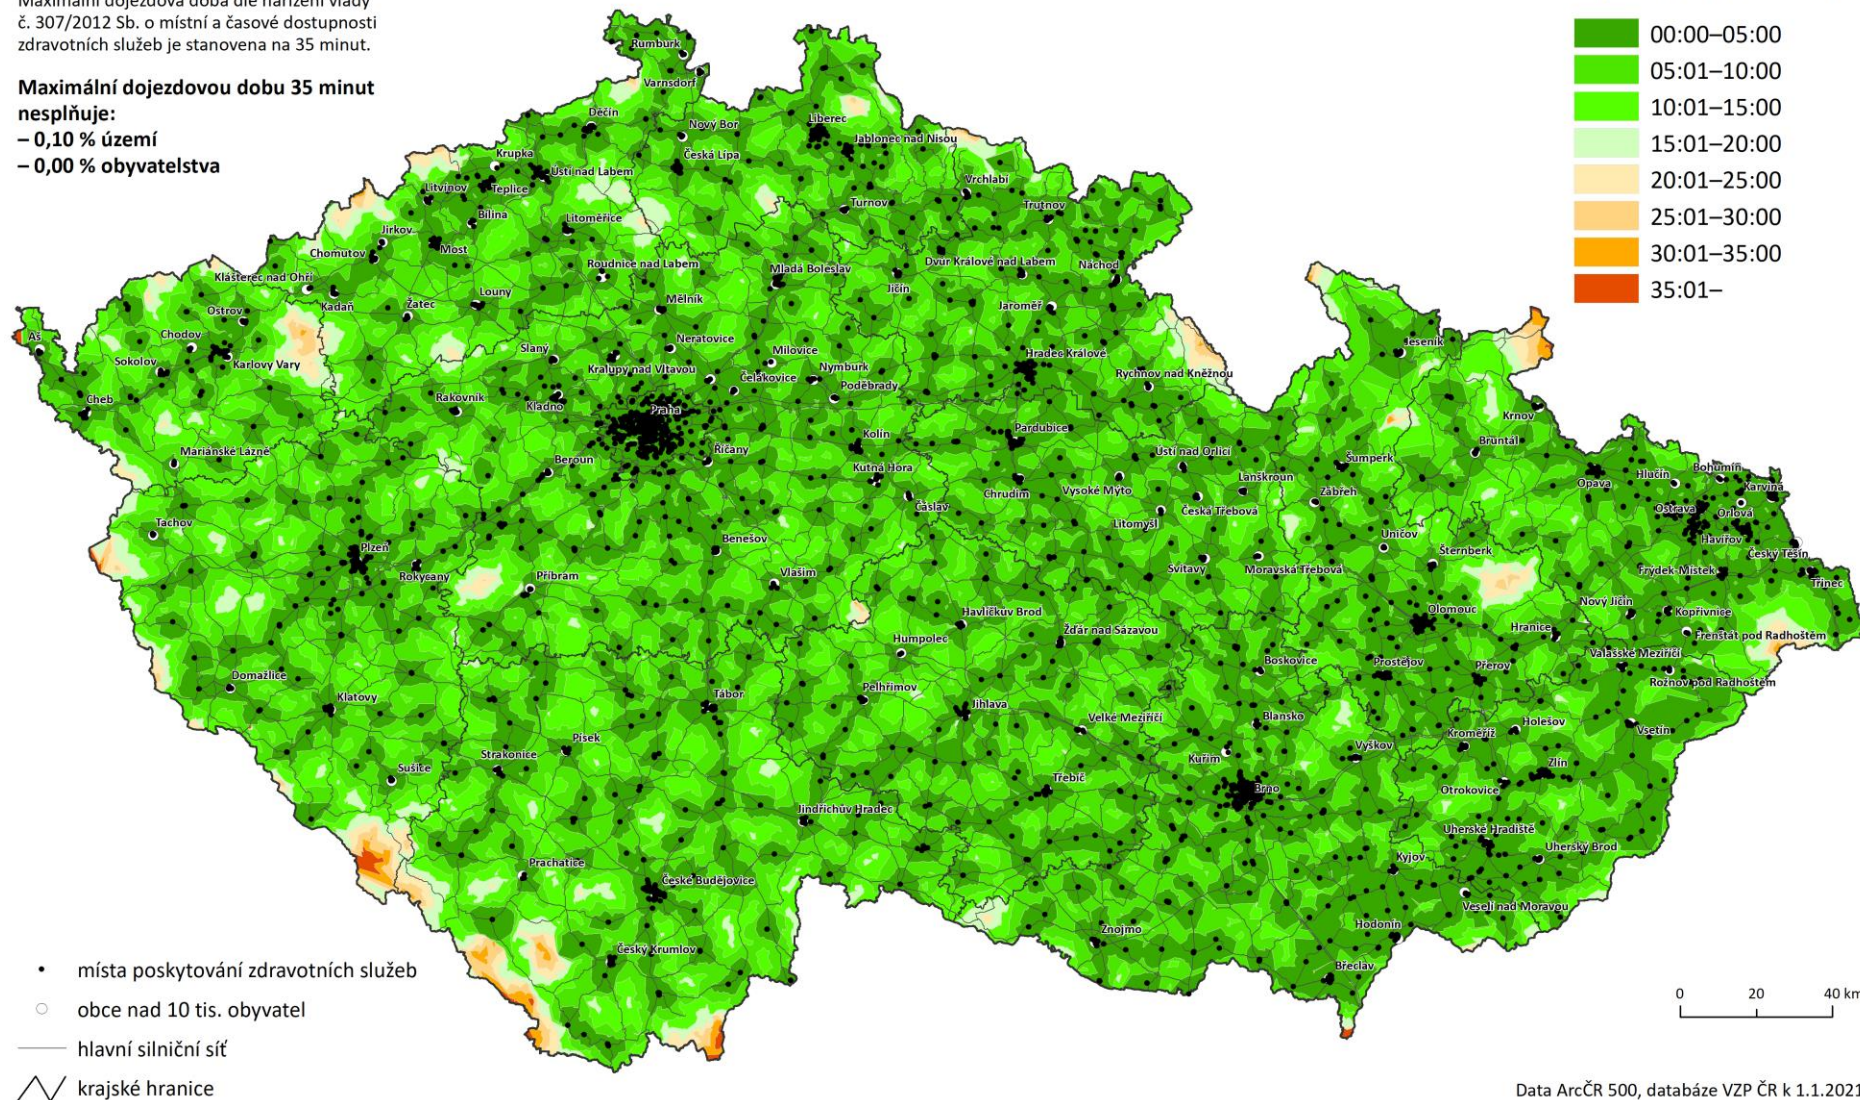 Maximální dojezdová doba dle nařízení vlády
č. 307/2012 Sb. o místní a časové dostupnosti
zdravotních služeb je stanovena na 35 minut.
Maximální dojezdovou dobu 35 minut
nesplňuje:
– 0,10 % území
– 0,00 % obyvatelstva
00:00–05:00
05:01–10:00
10:01–15:00
15:01–20:00
20:01–25:00
25:01–30:00
30:01–35:00
35:01–
Rumburk
Varnsdorf
Děčín
Nový Bor
Liberec
Jablonec nad Nisou
Krupka
Česká Lípa
Ústí nad Labem
Litvínov
Teplice
Vrchlabí
Bílina
Litoměřice
Turnov
Trutnov
Jirkov
Chomutov
Most
Klášterec nad Ohří
Roudnice nad Labem
Mladá Boleslav
Dvůr Králové nad Labem
Náchod
Jičín
Kadaň
Žatec
Louny
Mělník
Jaroměř
Ostrov
Aš
Chodov
Neratovice
Slaný
Milovice
Hradec Králové
Jeseník
Sokolov
Karlovy Vary
Kralupy nad Vltavou
Čelákovice
Nymburk
Poděbrady
Rychnov nad Kněžnou
Cheb
Rakovník
Kladno
Praha
Krnov
Kolín
Pardubice
Bruntál
Mariánské Lázně
Beroun
Říčany
Kutná Hora
Ústí nad Orlicí
Šumperk
Lanškroun
Opava
Hlučín
Bohumín
Karviná
Chrudim
Vysoké Mýto
Zábřeh
Čáslav
Česká Třebová
Litomyšl
Ostrava
Orlová
Tachov
Plzeň
Benešov
Uničov
Havířov
Český Těšín
Šternberk
Rokycany
Příbram
Vlašim
Svitavy
Moravská Třebová
Frýdek-Místek
Třinec
Havlíčkův Brod
Olomouc
Nový Jičín
Kopřivnice
Žďár nad Sázavou
Hranice
Frenštát pod Radhoštěm
Humpolec
Boskovice
Prostějov
Přerov
Valašské Meziříčí
Domažlice
Rožnov pod Radhoštěm
Klatovy
Tábor
Pelhřimov
Jihlava
Velké Meziříčí
Blansko
Holešov
Kroměříž
Vsetín
Písek
Strakonice
Vyškov
Kuřim
Zlín
Sušice
Třebíč
Brno
Otrokovice
Jindřichův Hradec
Uherské Hradiště
Uherský Brod
Prachatice
Kyjov
České Budějovice
Veselí nad Moravou
Hodonín
Znojmo
Český Krumlov
Břeclav
místa poskytování zdravotních služeb
obce nad 10 tis. obyvatel
hlavní silniční síť
krajské hranice
0 20 40 km
Data ArcČR 500, databáze VZP ČR k 1.1.2021